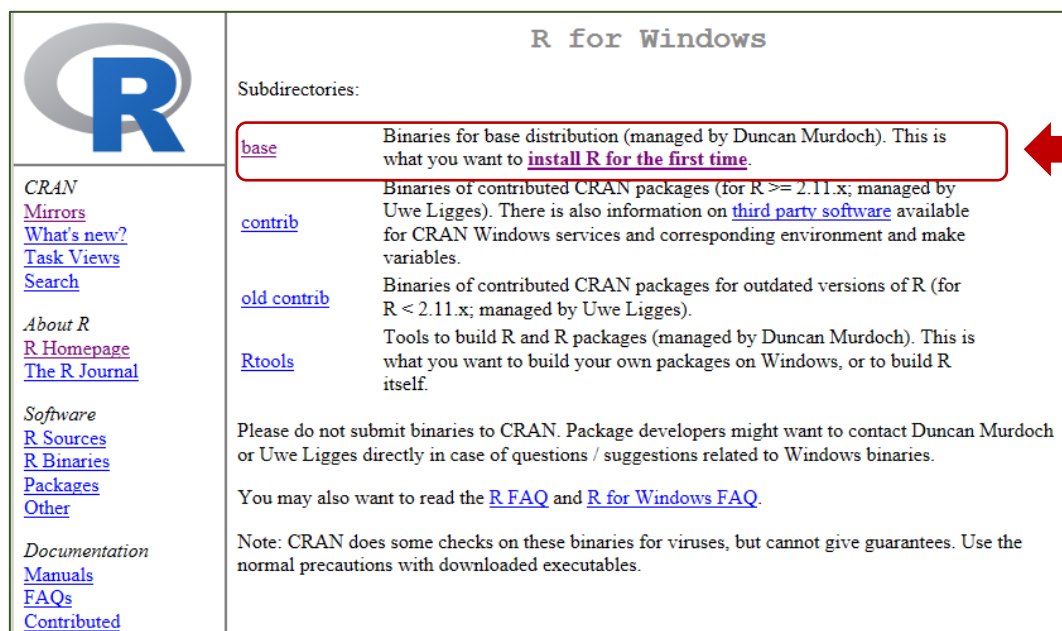 R
CRAN
Mirrors
What's new?
Task Views
Search
About R
R Homepage
The R Journal
Software
R Sources
R Binaries
Packages
Other
Documentation
Manuals
FAQs
Contributed
R for Windows
Subdirectories:
base
Binaries for base distribution (managed by Duncan Murdoch). This is
what you want to install R for the first time.
contrib
Binaries of contributed CRAN packages (for R >= 2.11.x; managed by
Uwe Ligges). There is also information on third party software available
for CRAN Windows services and corresponding environment and make
variables.
old contrib
Binaries of contributed CRAN packages for outdated versions of R (for
R < 2.11.x; managed by Uwe Ligges).
Rtools
Tools to build R and R packages (managed by Duncan Murdoch). This is
what you want to build your own packages on Windows, or to build R
itself.
Please do not submit binaries to CRAN. Package developers might want to contact Duncan Murdoch
or Uwe Ligges directly in case of questions / suggestions related to Windows binaries.
You may also want to read the R FAQ and R for Windows FAQ.
Note: CRAN does some checks on these binaries for viruses, but cannot give guarantees. Use the
normal precautions with downloaded executables.